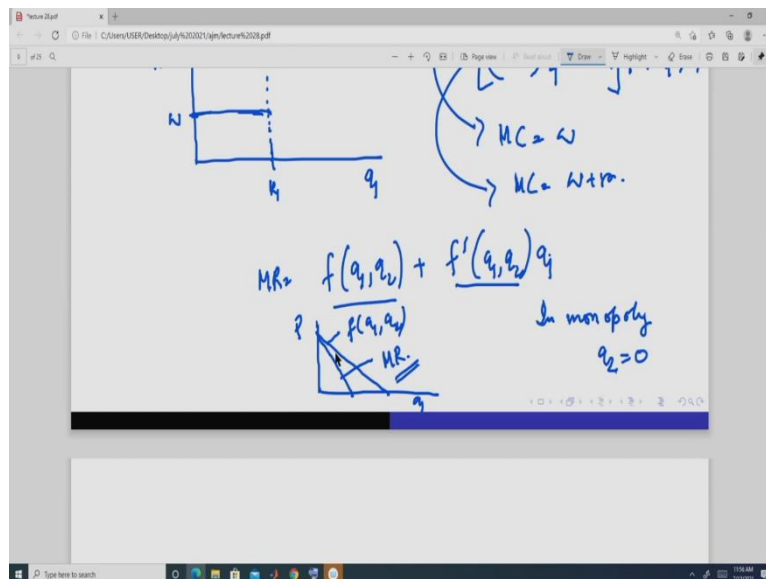 lecture 28.pdf
File | C:/Users/USER/Desktop/july%202021/ajm/lecture%2028.pdf
of 25
Page view
Read aloud
Draw
Highlight
Erase
W
K₁
q₁
MC = W
MC = W + r.
MR = f(q₁, q₂) + f'(q₁, q₂) q₁
P
f(q₁, q₂)
MR.
q₁
In monopoly
q₂ = 0
Type here to search
11:56 AM